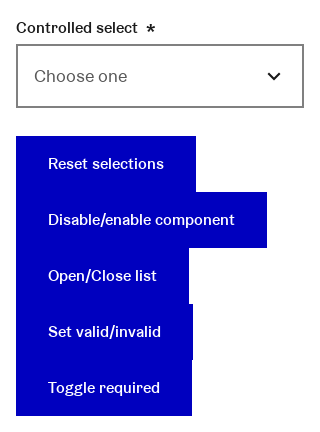 Controlled select *
Choose one
Reset selections
Disable/enable component
Open/Close list
Set valid/invalid
Toggle required